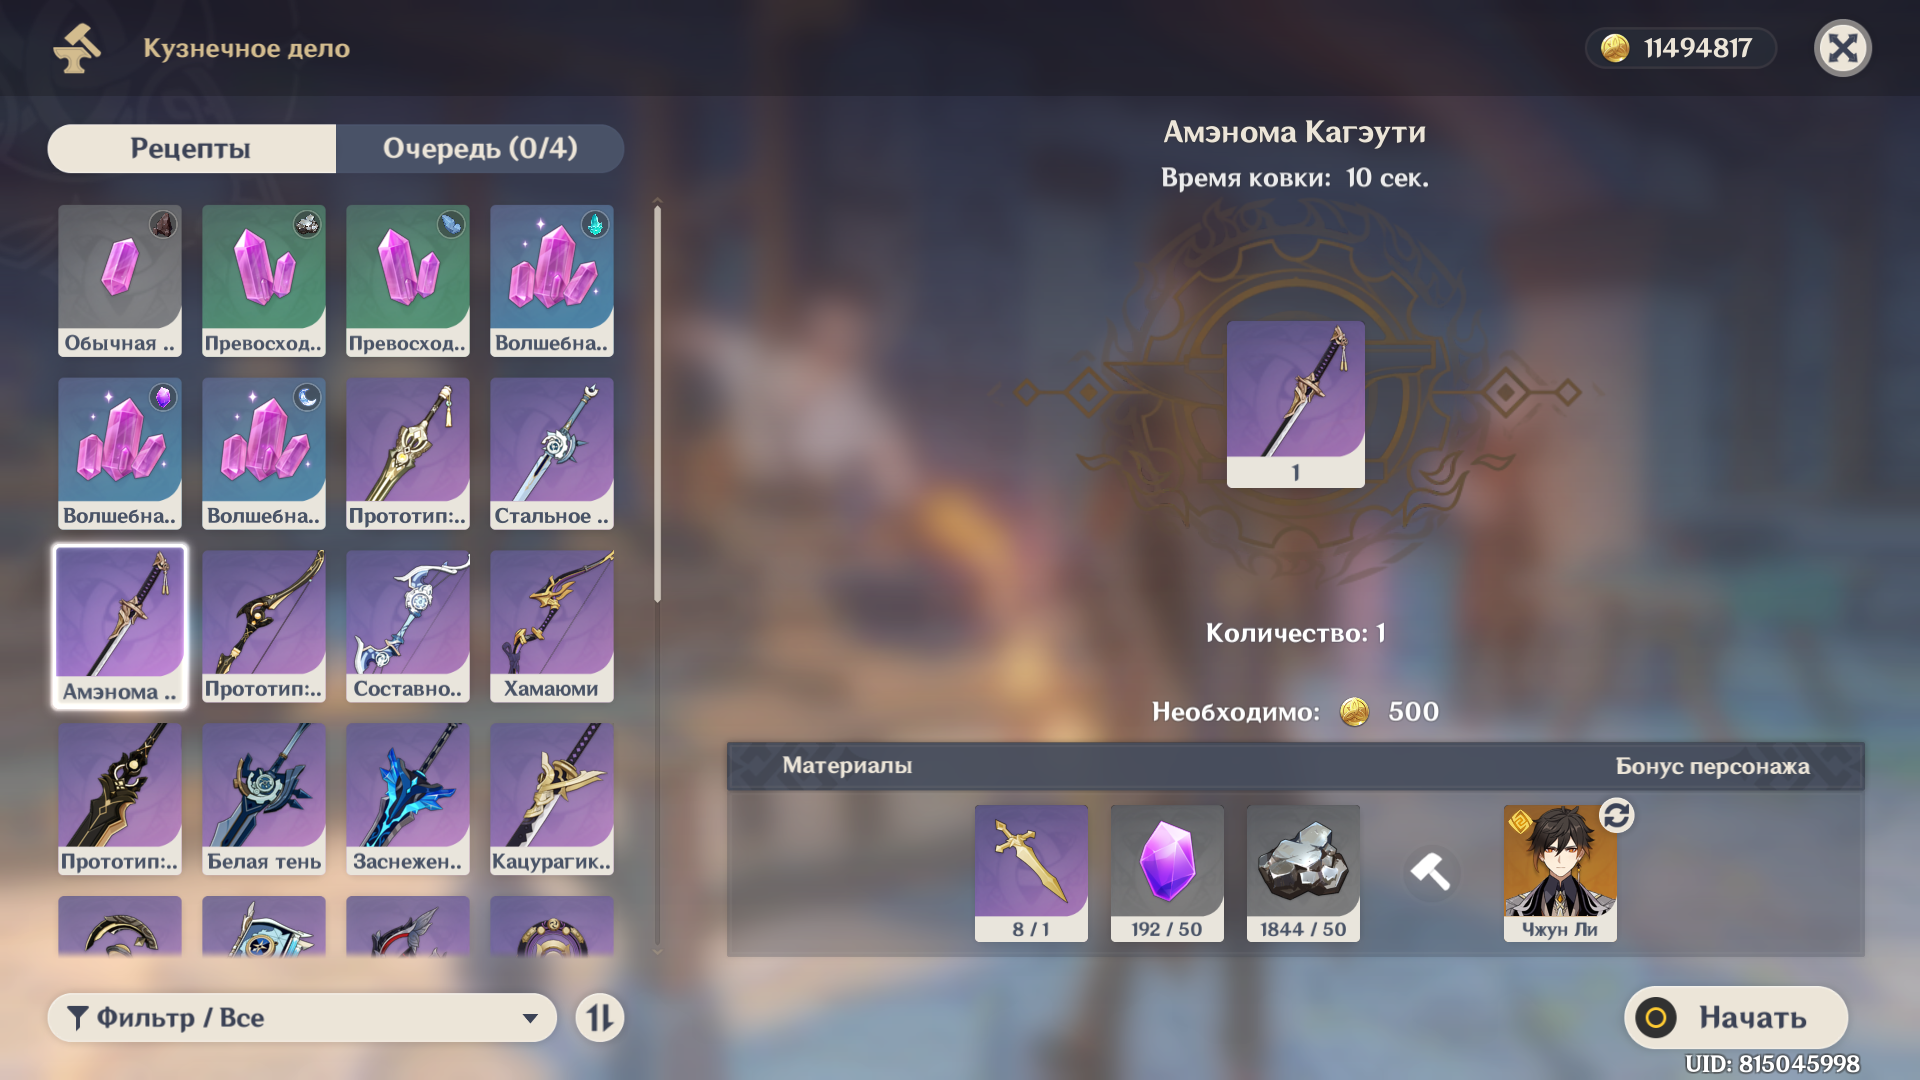 Кузнечное дело
11494817
Рецепты
Очередь (0/4)
Амэнома Кагэути
Время ковки: 10 сек.
Обычная ..
Превосход..
Превосход..
Волшебна..
Волшебна..
Волшебна..
Прототип:..
Стальное ..
1
Амэнома ..
Прототип:..
Составно..
Хамаюми
Количество: 1
Необходимо: 500
Прототип:..
Белая тень
Заснежен..
Кацурагик..
Материалы
Бонус персонажа
8 / 1
192 / 50
1844 / 50
Чжун Ли
Фильтр / Все
Начать
UID: 815045998